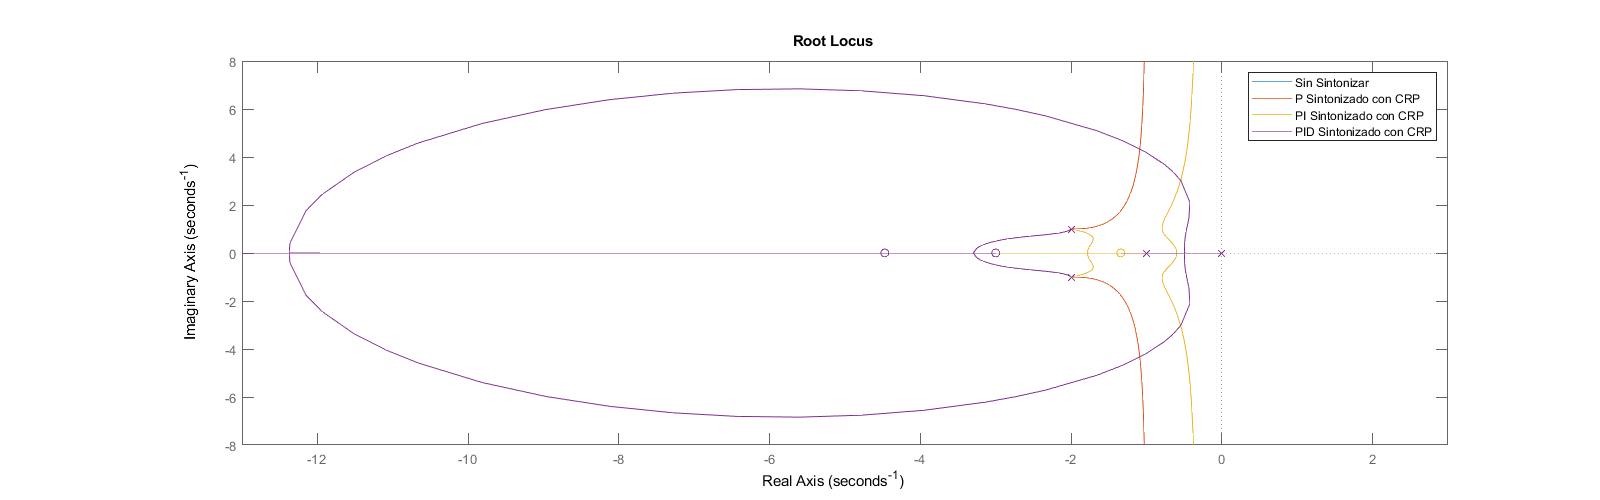 Root Locus
Sin Sintonizar
P Sintonizado con CRP
PI Sintonizado con CRP
PID Sintonizado con CRP
Imaginary Axis (seconds⁻¹)
8
6
4
2
0
-2
-4
-6
-8
-12 -10 -8 -6 -4 -2 0 2
Real Axis (seconds⁻¹)